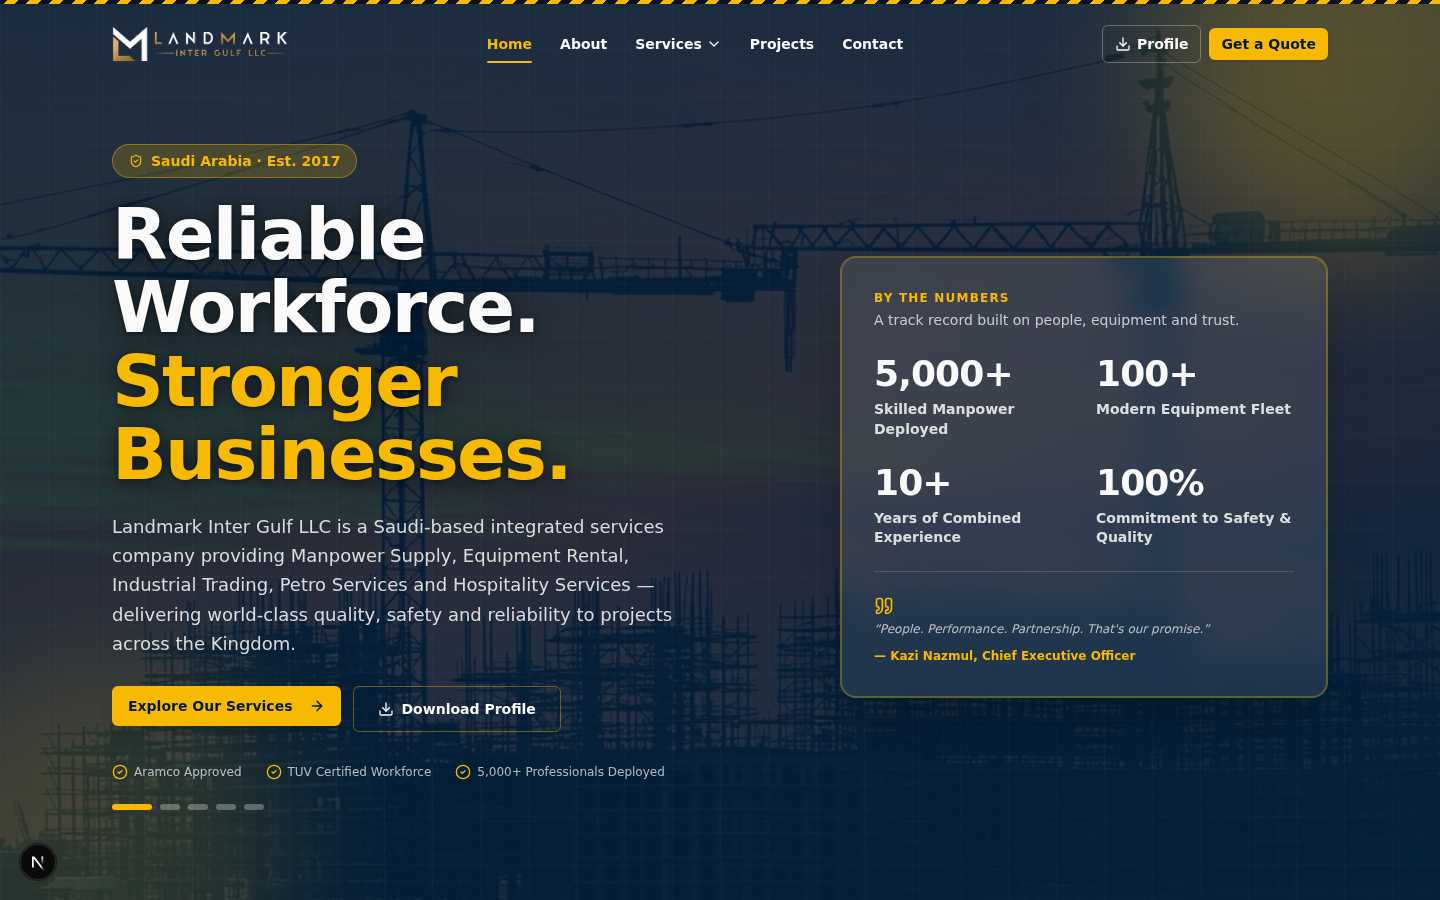 LANDMARK
INTER GULF LLC
Home
About
Services
Projects
Contact
Profile
Get a Quote
Saudi Arabia · Est. 2017
Reliable
Workforce.
Stronger
Businesses.
Landmark Inter Gulf LLC is a Saudi-based integrated services
company providing Manpower Supply, Equipment Rental,
Industrial Trading, Petro Services and Hospitality Services —
delivering world-class quality, safety and reliability to projects
across the Kingdom.
Explore Our Services
Download Profile
Aramco Approved
TUV Certified Workforce
5,000+ Professionals Deployed
BY THE NUMBERS
A track record built on people, equipment and trust.
5,000+
Skilled Manpower
Deployed
100+
Modern Equipment Fleet
10+
Years of Combined
Experience
100%
Commitment to Safety &
Quality
“People. Performance. Partnership. That's our promise.”
— Kazi Nazmul, Chief Executive Officer
N